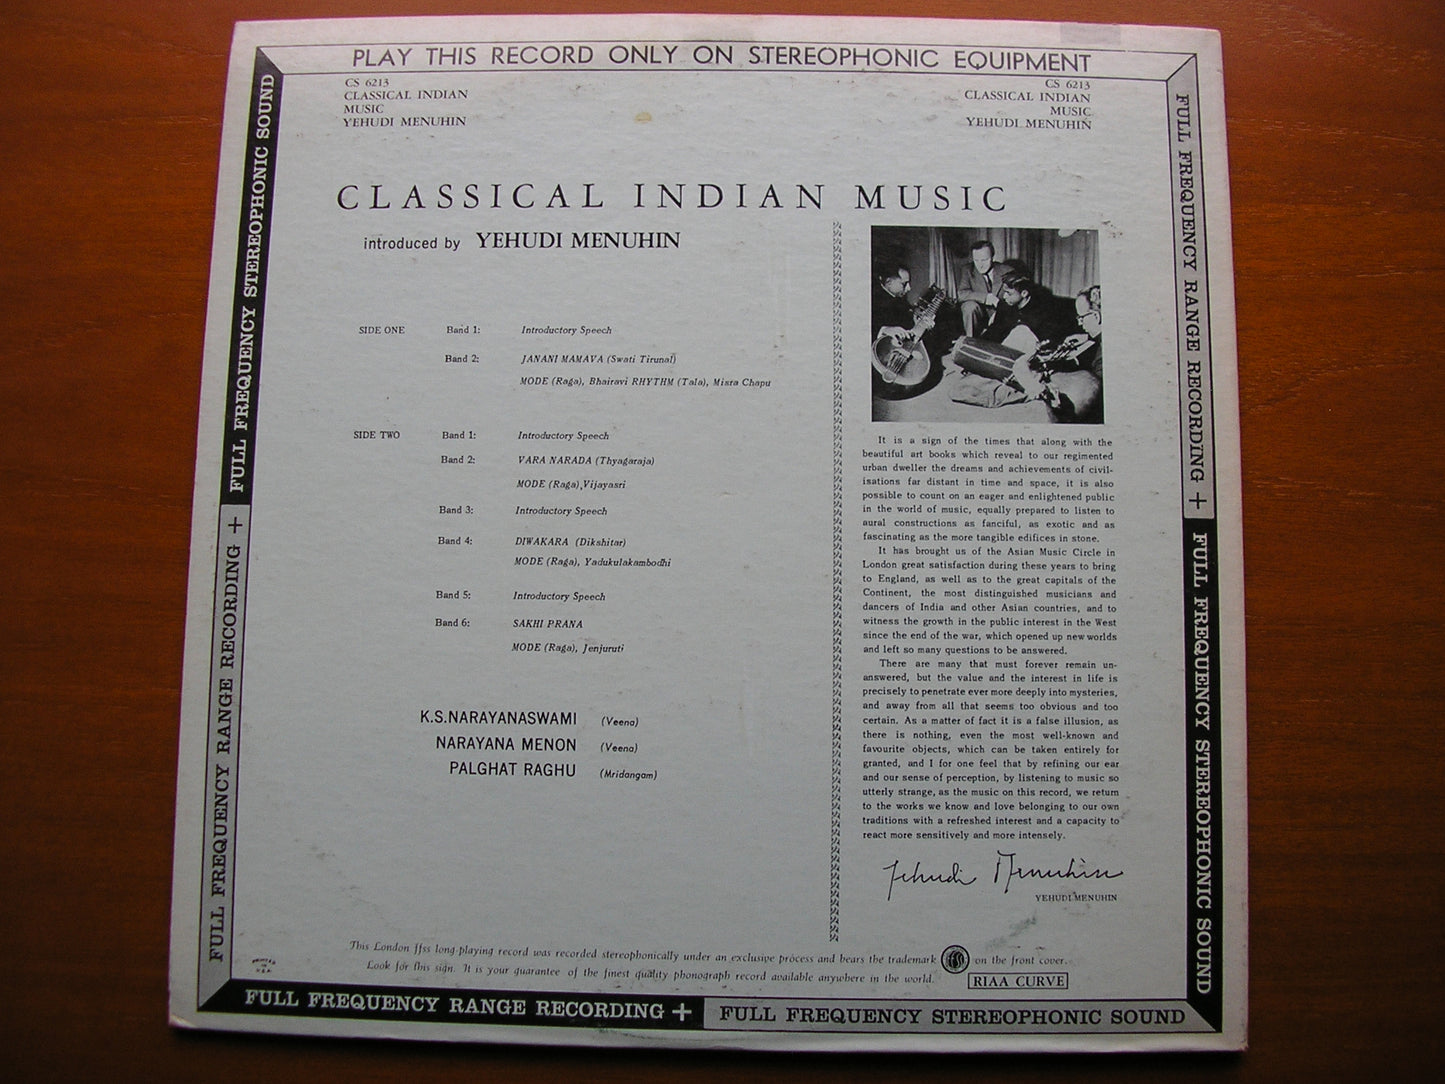 PLAY THIS RECORD ONLY ON STEREOPHONIC EQUIPMENT
CS 6213
CLASSICAL INDIAN
MUSIC
YEHUDI MENUHIN
CS 6213
CLASSICAL INDIAN
MUSIC
YEHUDI MENUHIN
CLASSICAL INDIAN MUSIC
introduced by YEHUDI MENUHIN
SIDE ONE Band 1: Introductory Speech
Band 2: JANANI MAMAVA (Swati Tirunal)
MODE (Raga), Bhairavi RHYTHM (Tala), Misra Chapu
SIDE TWO Band 1: Introductory Speech
Band 2: VARA NARADA (Thyagaraja)
MODE (Raga),Vijayasri
Band 3: Introductory Speech
Band 4: DIWAKARA (Dikshitar)
MODE (Raga), Yadukulakambodhi
Band 5: Introductory Speech
Band 6: SAKHI PRANA
MODE (Raga), Jenjuruti
K.S.NARAYANASWAMI (Veena)
NARAYANA MENON (Veena)
PALGHAT RAGHU (Mridangam)
It is a sign of the times that along with the
beautiful art books which reveal to our regimented
urban dweller the dreams and achievements of civil-
isations far distant in time and space, it is also
possible to count on an eager and enlightened public
in the world of music, equally prepared to listen to
aural constructions as fanciful, as exotic and as
fascinating as the more tangible edifices in stone.
It has brought us of the Asian Music Circle in
London great satisfaction during these years to bring
to England, as well as to the great capitals of the
Continent, the most distinguished musicians and
dancers of India and other Asian countries, and to
witness the growth in the public interest in the West
since the end of the war, which opened up new worlds
and left so many questions to be answered.
There are many that must forever remain un-
answered, but the value and the interest in life is
precisely to penetrate ever more deeply into mysteries,
and away from all that seems too obvious and too
certain. As a matter of fact it is a false illusion, as
there is nothing, even the most well-known and
favourite objects, which can be taken entirely for
granted, and I for one feel that by refining our ear
and our sense of perception, by listening to music so
utterly strange, as the music on this record, we return
to the works we know and love belonging to our own
traditions with a refreshed interest and a capacity to
react more sensitively and more intensely.
Yehudi Menuhin
YEHUDI MENUHIN
This London ffss long-playing record was recorded stereophonically under an exclusive process and bears the trademark on the front cover.
Look for this sign. It is your guarantee of the finest quality phonograph record available anywhere in the world.
RIAA CURVE
PRINTED
IN
U.S.A.
FULL FREQUENCY RANGE RECORDING + FULL FREQUENCY STEREOPHONIC SOUND
FULL FREQUENCY RANGE RECORDING + FULL FREQUENCY STEREOPHONIC SOUND
FULL FREQUENCY RANGE RECORDING + FULL FREQUENCY STEREOPHONIC SOUND